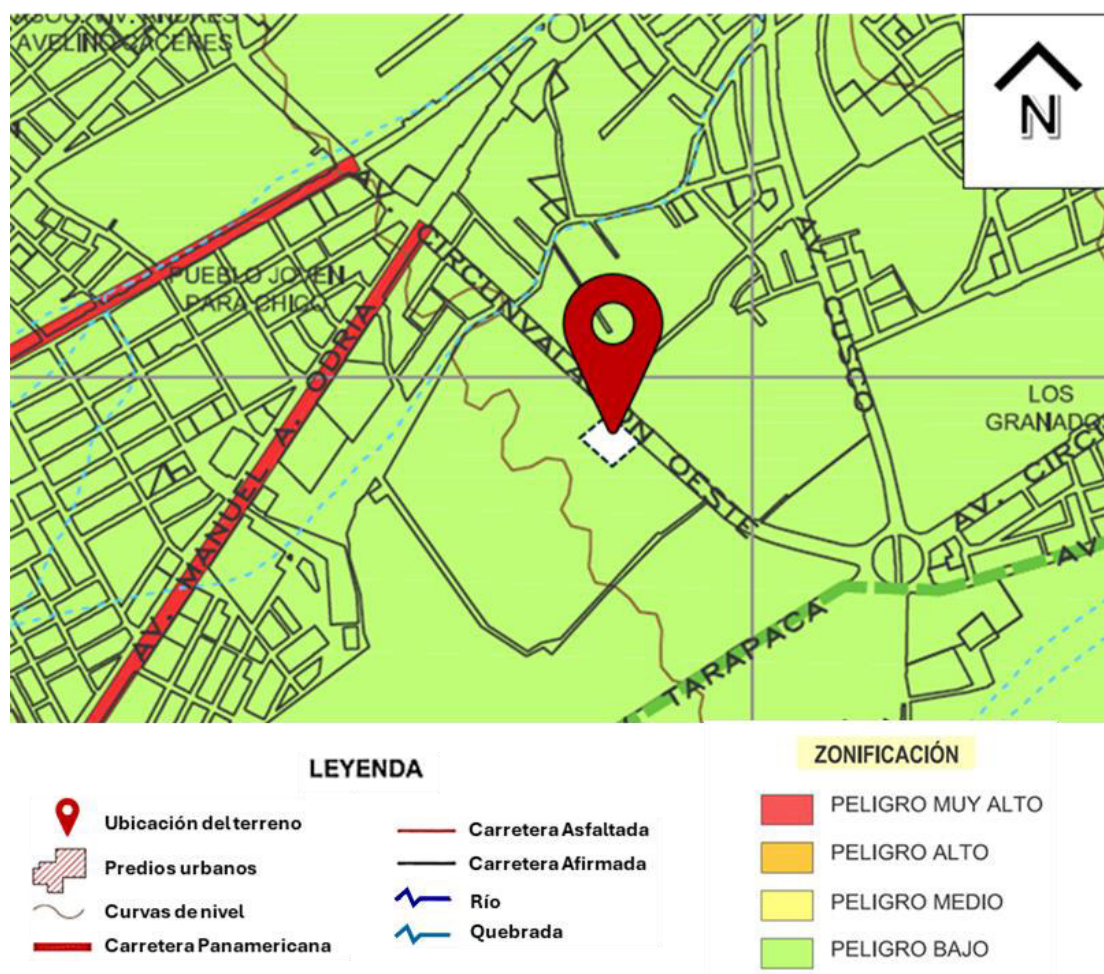 AVELINO CACERES
N
AV.
CIRCUNVALACION OESTE
PUEBLO JOVEN
PARA CHICO
AV. MANUEL A. ODRIA
AV. CUSCO
LOS
GRANADOS
AV. CIRC
TARAPACA
AV
LEYENDA
Ubicación del terreno
Predios urbanos
Curvas de nivel
Carretera Panamericana
Carretera Asfaltada
Carretera Afirmada
Río
Quebrada
ZONIFICACIÓN
PELIGRO MUY ALTO
PELIGRO ALTO
PELIGRO MEDIO
PELIGRO BAJO